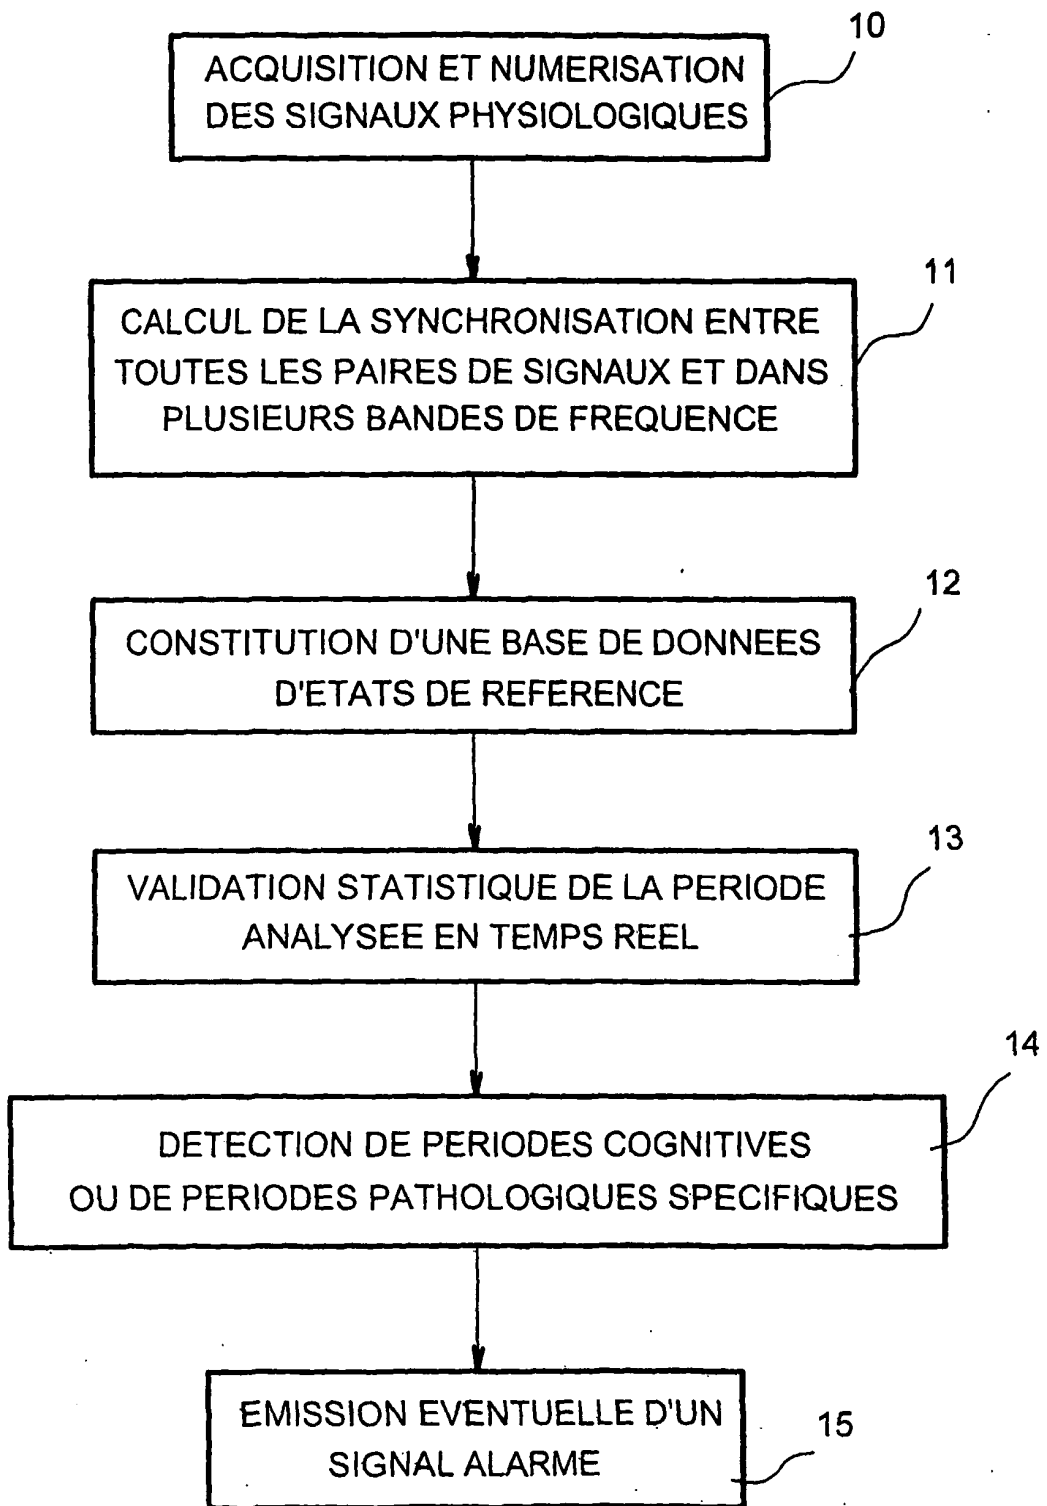 10
ACQUISITION ET NUMERISATION
DES SIGNAUX PHYSIOLOGIQUES
11
CALCUL DE LA SYNCHRONISATION ENTRE
TOUTES LES PAIRES DE SIGNAUX ET DANS
PLUSIEURS BANDES DE FREQUENCE
12
CONSTITUTION D'UNE BASE DE DONNEES
D'ETATS DE REFERENCE
13
VALIDATION STATISTIQUE DE LA PERIODE
ANALYSEE EN TEMPS REEL
14
DETECTION DE PERIODES COGNITIVES
OU DE PERIODES PATHOLOGIQUES SPECIFIQUES
EMISSION EVENTUELLE D'UN
SIGNAL ALARME
15